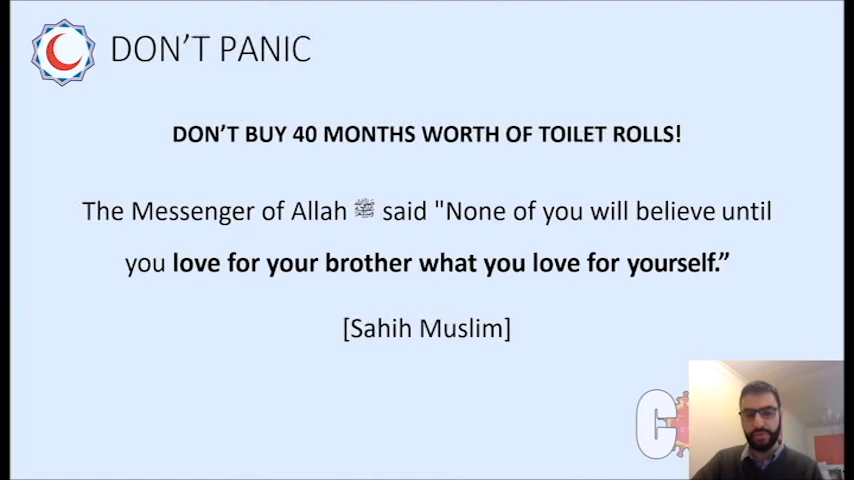 DON’T PANIC
DON’T BUY 40 MONTHS WORTH OF TOILET ROLLS!
The Messenger of Allah ﷺ said "None of you will believe until
you love for your brother what you love for yourself.”
[Sahih Muslim]
C